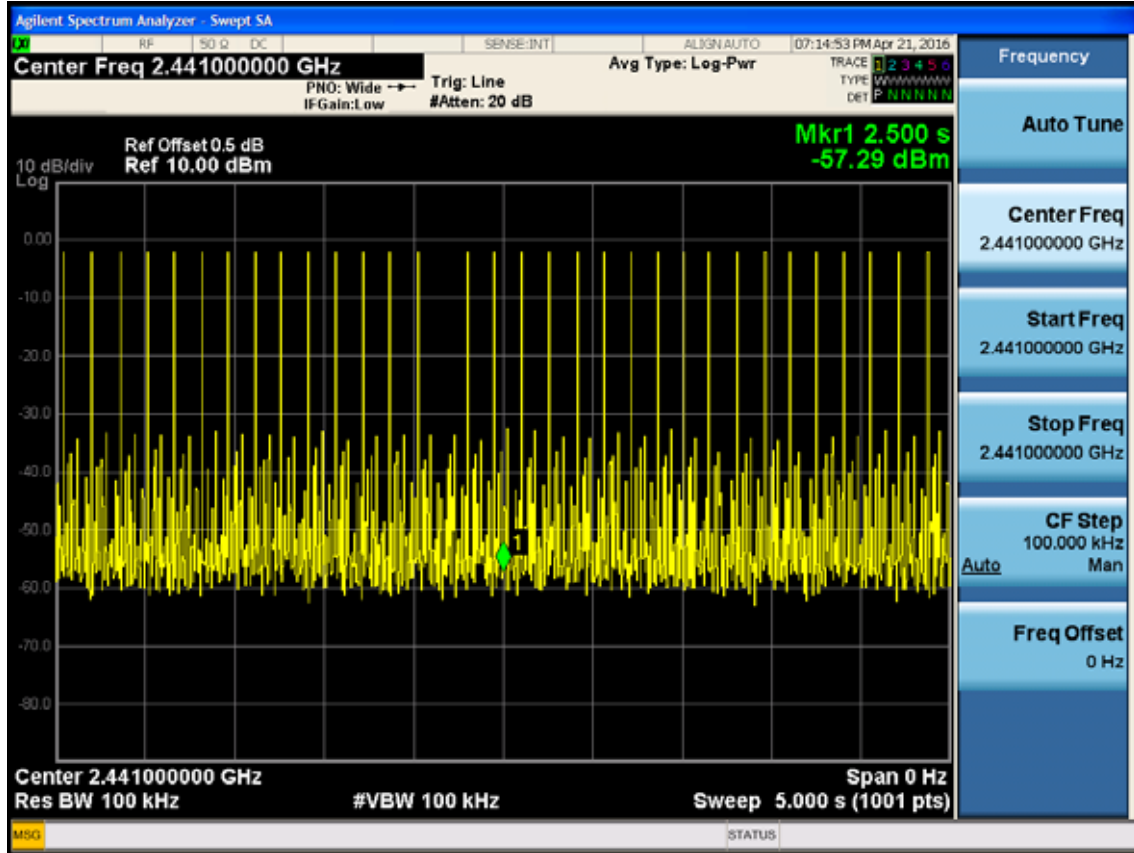 Agilent Spectrum Analyzer - Swept SA
LXI RF 50 Ω DC SENSE:INT ALIGN AUTO 07:14:53 PM Apr 21, 2016
Center Freq 2.441000000 GHz
PNO: Wide
IFGain:Low
Trig: Line
#Atten: 20 dB
Avg Type: Log-Pwr
TRACE 1 2 3 4 5 6
TYPE WWWWWWW
DET P N N N N N
Ref Offset 0.5 dB
10 dB/div Ref 10.00 dBm
Log
Mkr1 2.500 s
-57.29 dBm
0.00
-10.0
-20.0
-30.0
-40.0
-50.0
-60.0
-70.0
-80.0
1
Center 2.441000000 GHz Span 0 Hz
Res BW 100 kHz #VBW 100 kHz Sweep 5.000 s (1001 pts)
MSG STATUS
Frequency
Auto Tune
Center Freq
2.441000000 GHz
Start Freq
2.441000000 GHz
Stop Freq
2.441000000 GHz
CF Step
100.000 kHz
Auto Man
Freq Offset
0 Hz